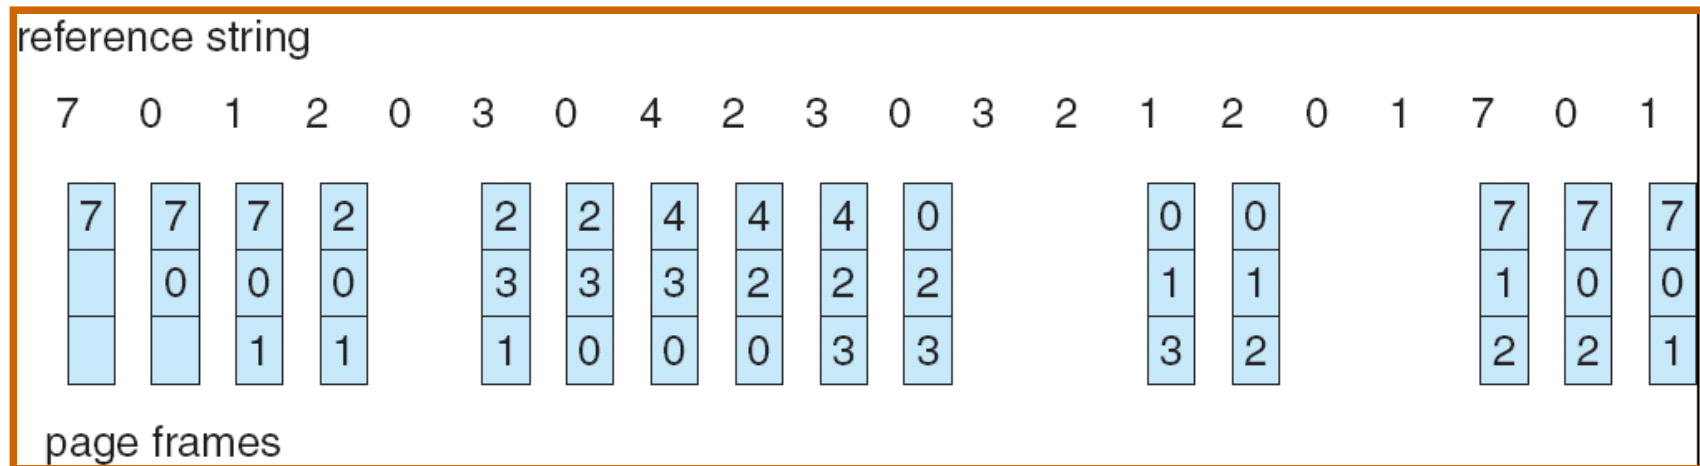 reference string
7 0 1 2 0 3 0 4 2 3 0 3 2 1 2 0 1 7 0 1
7 7 7 2 2 2 4 4 4 0 0 0 7 7 7
0 0 0 3 3 3 2 2 2 1 1 1 0 0
1 1 1 0 0 0 3 3 3 2 2 2 1
page frames